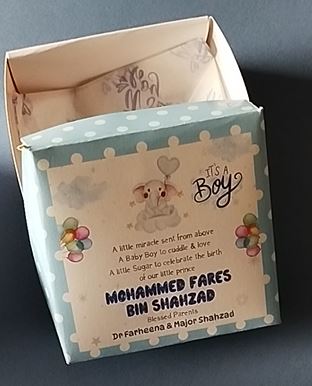 IT'S A
Boy
A little miracle sent from above
A Baby Boy to cuddle & love
A little Sugar to celebrate the birth
of our little prince
MOHAMMED FARES
BIN SHAHZAD
Blessed Parents
Dr Farheena & Major Shahzad